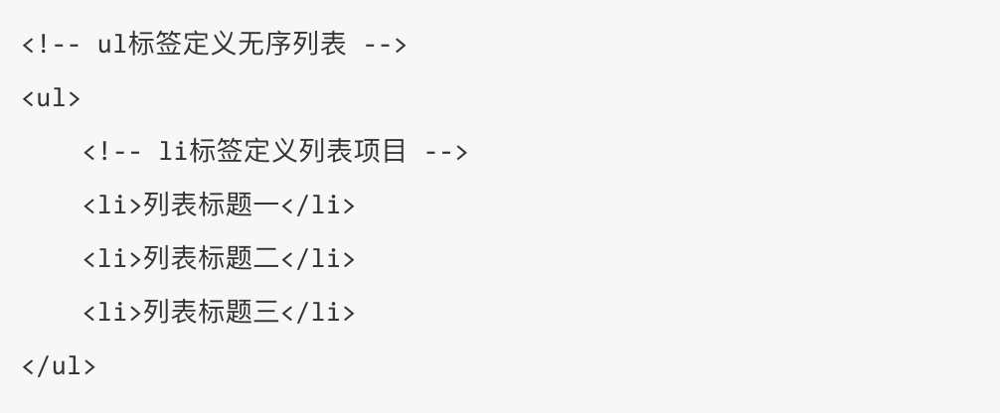 <!-- ul标签定义无序列表 -->
<ul>
    <!-- li标签定义列表项目 -->
    <li>列表标题一</li>
    <li>列表标题二</li>
    <li>列表标题三</li>
</ul>